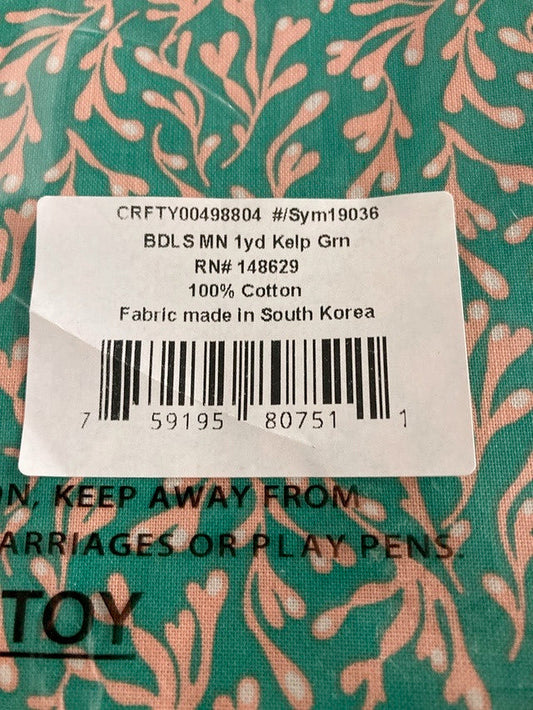 CRFTY00498804 #/Sym19036
BDLS MN 1yd Kelp Grn
RN# 148629
100% Cotton
Fabric made in South Korea
7 59195 80751 1
KEEP AWAY FROM
OR PLAY PENS.
TOY